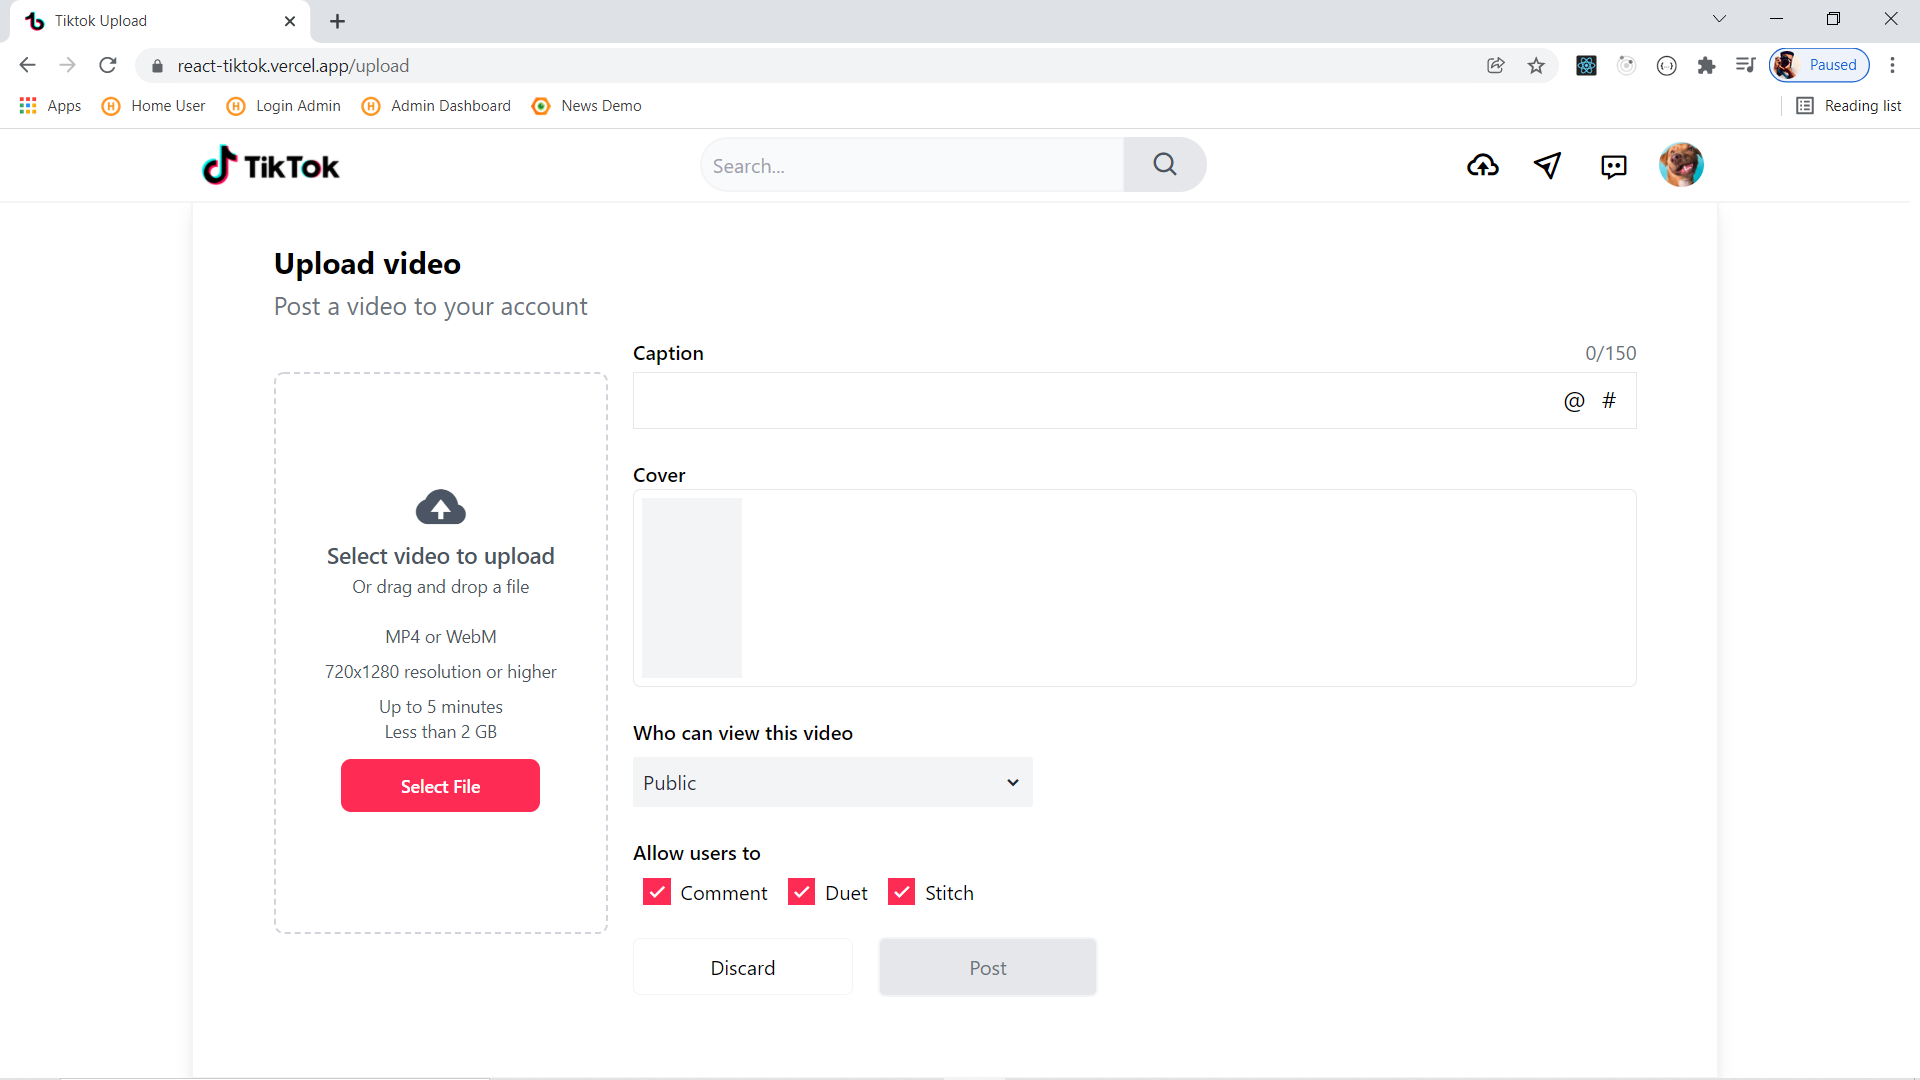 Tiktok Upload
react-tiktok.vercel.app/upload
Paused
Apps
Home User
Login Admin
Admin Dashboard
News Demo
Reading list
TikTok
Search...
Upload video
Post a video to your account
Select video to upload
Or drag and drop a file
MP4 or WebM
720x1280 resolution or higher
Up to 5 minutes
Less than 2 GB
Select File
Caption
0/150
@ #
Cover
Who can view this video
Public
Allow users to
Comment
Duet
Stitch
Discard
Post